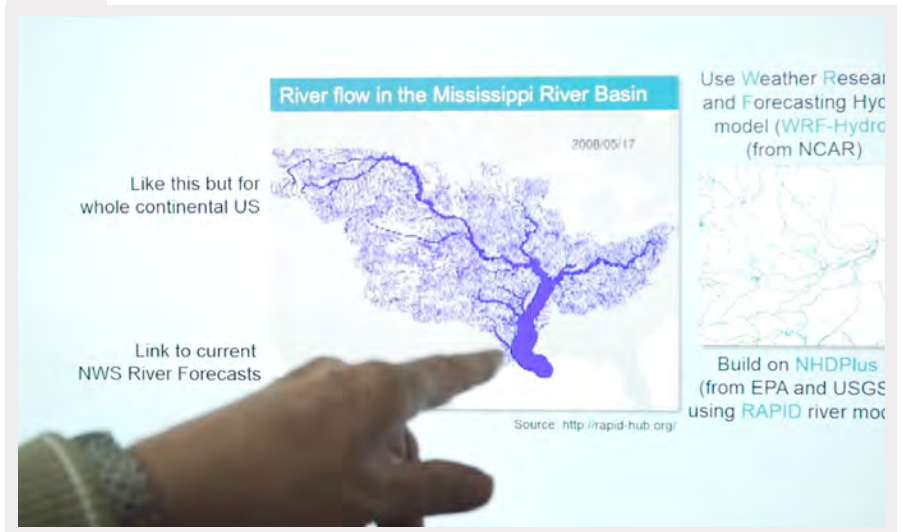 River flow in the Mississippi River Basin
2008/05/17
Like this but for
whole continental US
Link to current
NWS River Forecasts
Source: http://rapid-hub.org/
Use Weather
and Forecasting
model (WRF-Hydro
(from NCAR)
Build on NHDPlus
(from EPA and USGS
using RAPID river